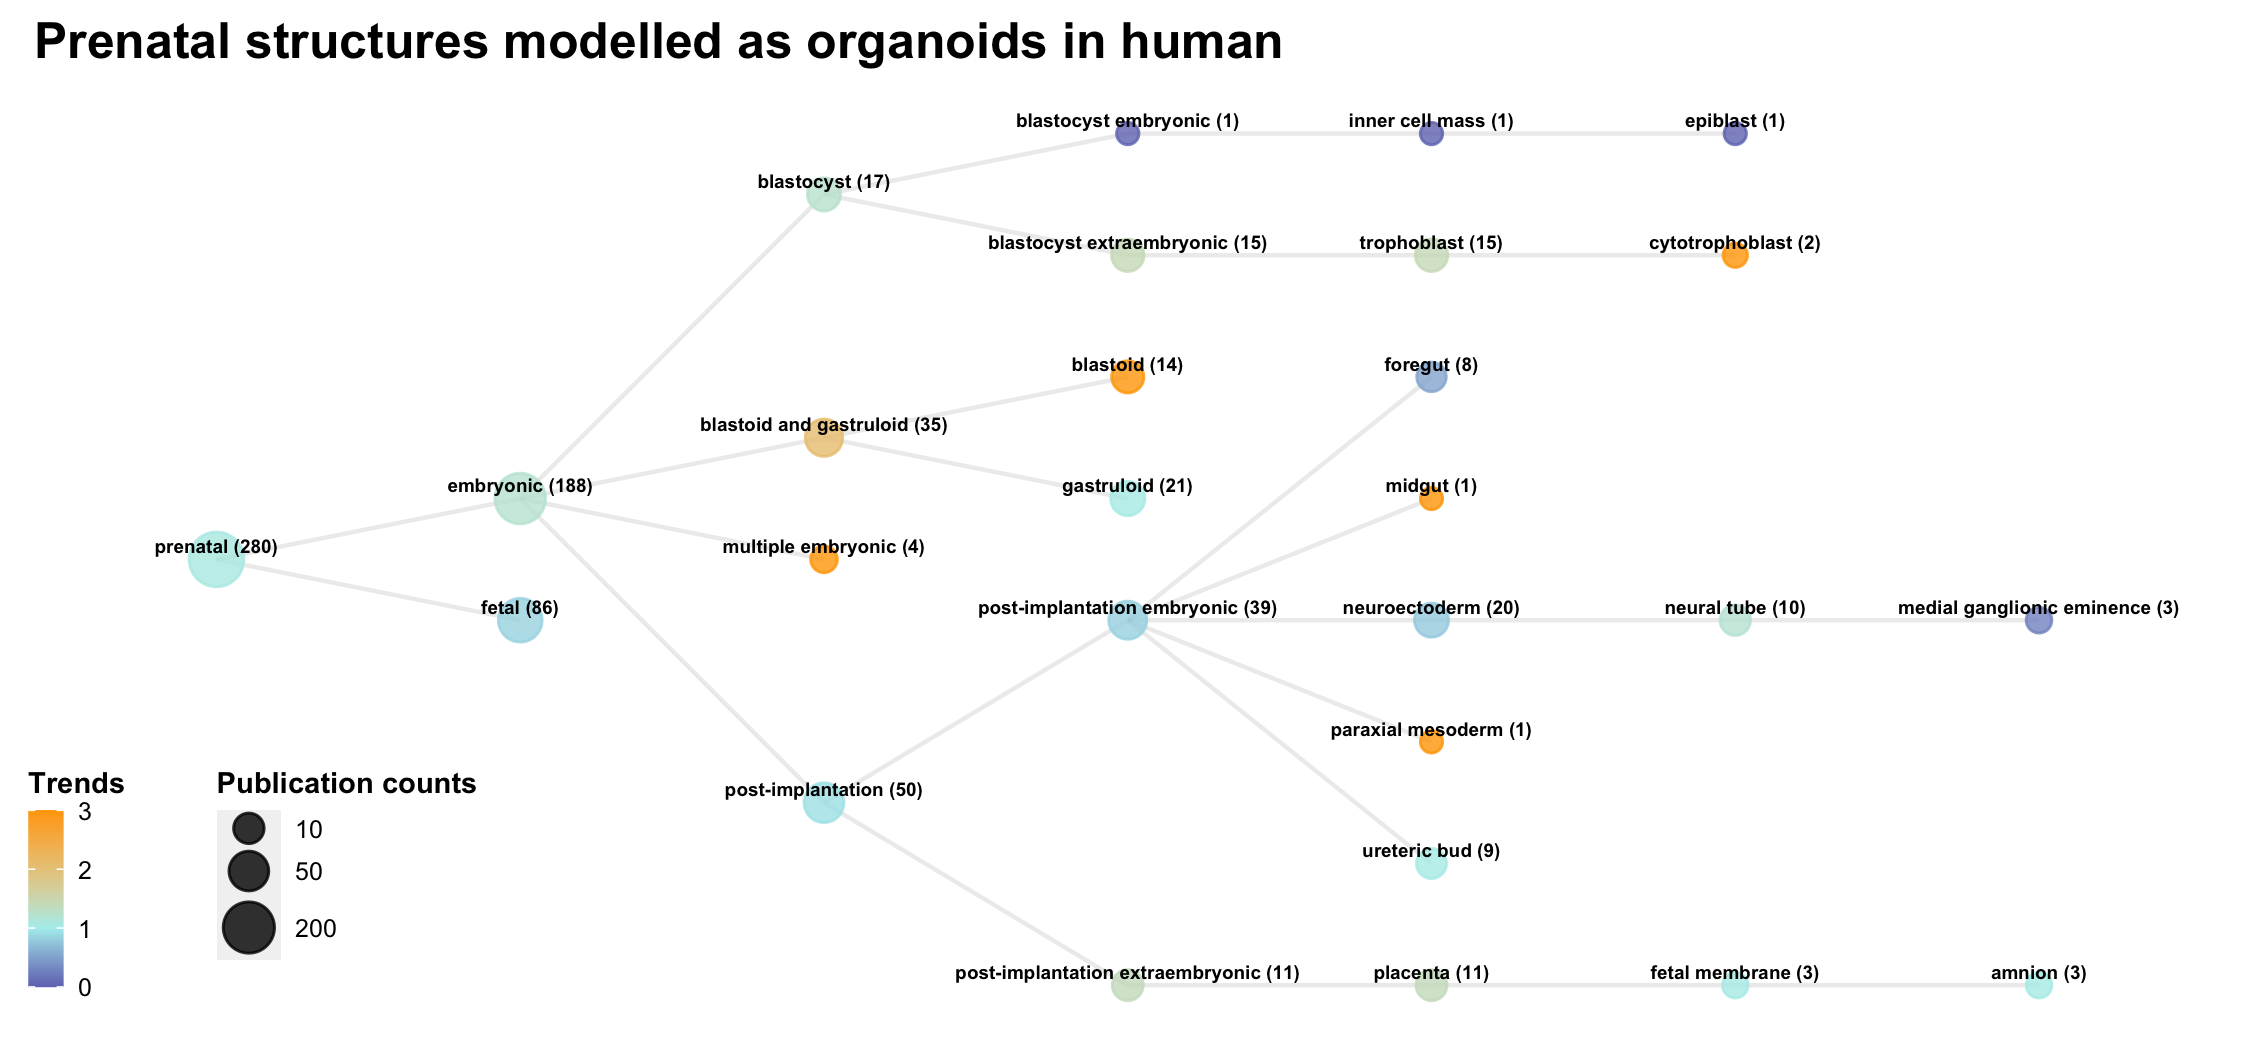 Prenatal structures modelled as organoids in human
blastocyst embryonic (1)
inner cell mass (1)
epiblast (1)
blastocyst (17)
blastocyst extraembryonic (15)
trophoblast (15)
cytotrophoblast (2)
blastoid (14)
foregut (8)
blastoid and gastruloid (35)
embryonic (188)
gastruloid (21)
midgut (1)
prenatal (280)
multiple embryonic (4)
fetal (86)
post-implantation embryonic (39)
neuroectoderm (20)
neural tube (10)
medial ganglionic eminence (3)
paraxial mesoderm (1)
post-implantation (50)
ureteric bud (9)
post-implantation extraembryonic (11)
placenta (11)
fetal membrane (3)
amnion (3)
Trends
3
2
1
0
Publication counts
10
50
200